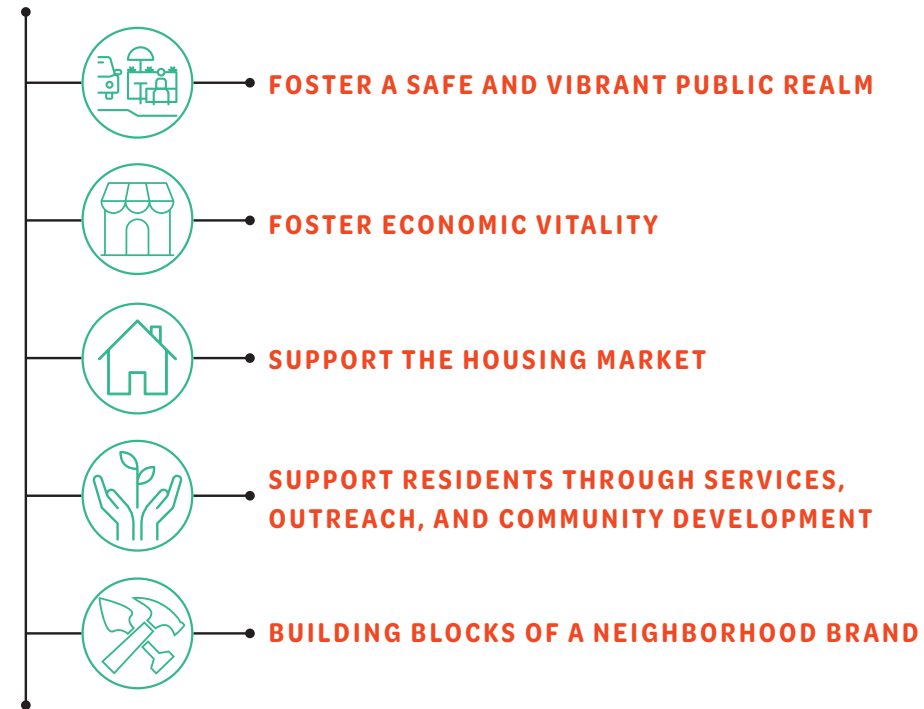 FOSTER A SAFE AND VIBRANT PUBLIC REALM
FOSTER ECONOMIC VITALITY
SUPPORT THE HOUSING MARKET
SUPPORT RESIDENTS THROUGH SERVICES,
OUTREACH, AND COMMUNITY DEVELOPMENT
BUILDING BLOCKS OF A NEIGHBORHOOD BRAND